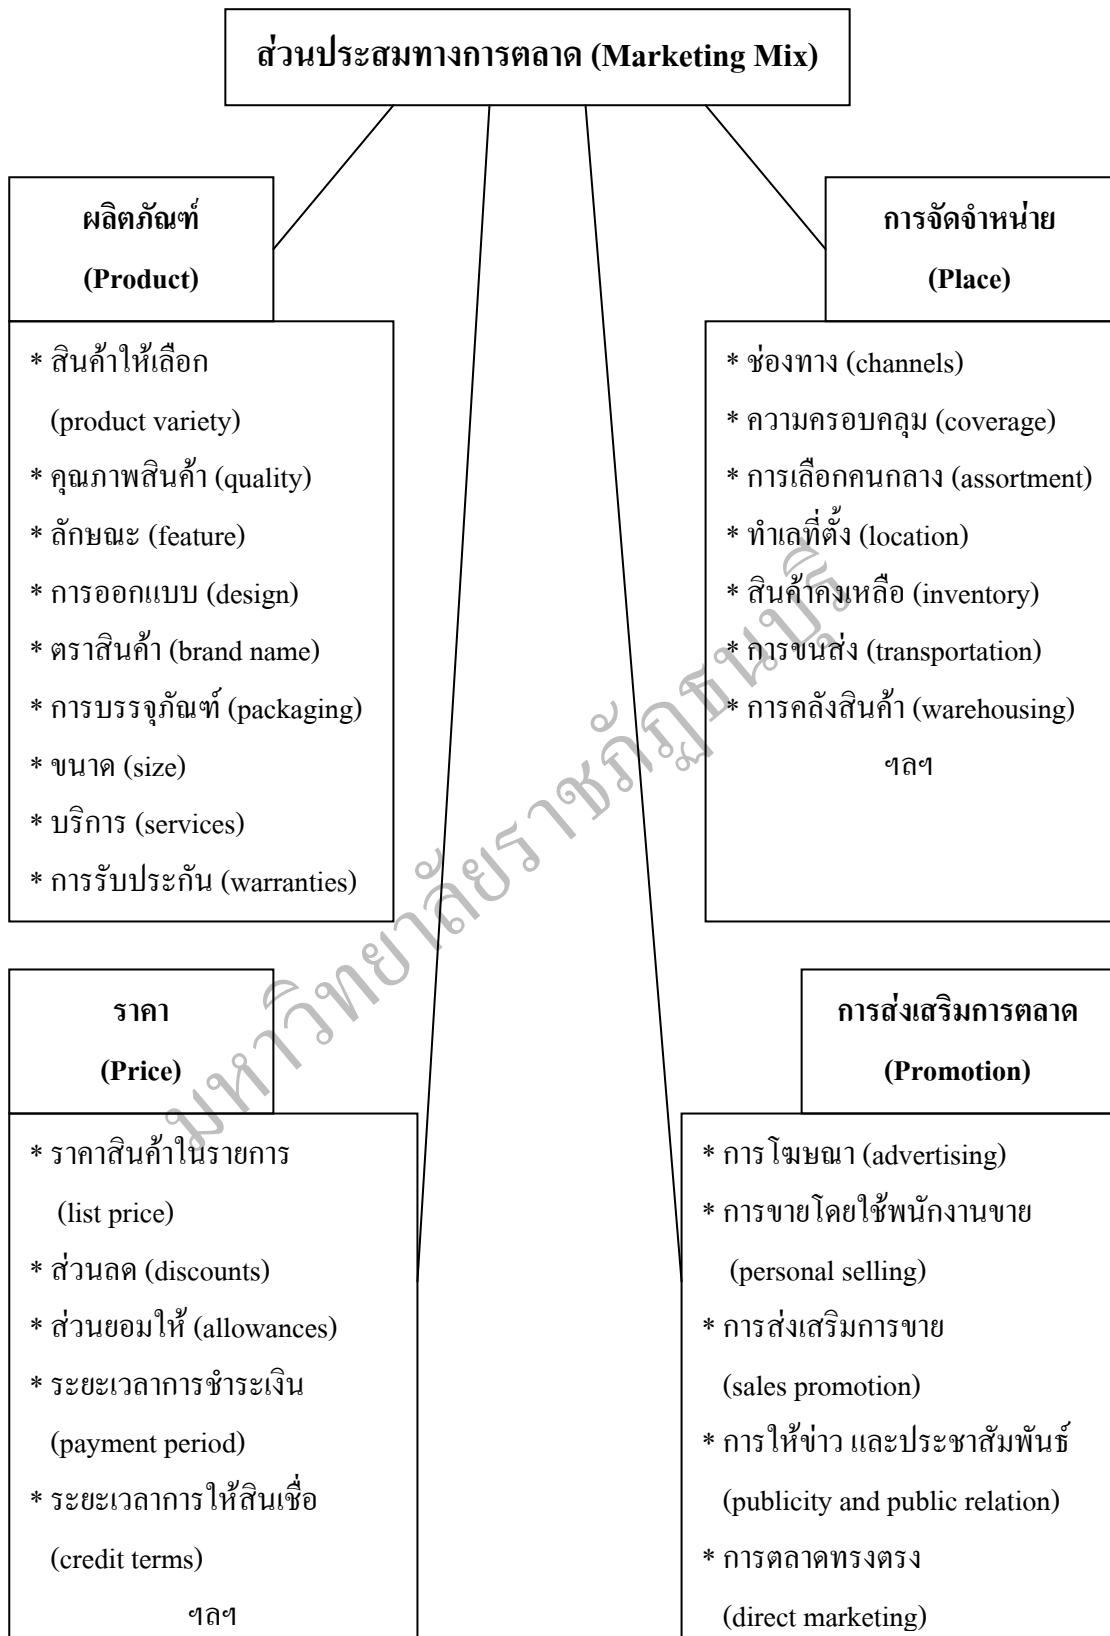 ส่วนประสมทางการตลาด (Marketing Mix)
ผลิตภัณฑ์
(Product)
* สินค้าให้เลือก
(product variety)
* คุณภาพสินค้า (quality)
* ลักษณะ (feature)
* การออกแบบ (design)
* ตราสินค้า (brand name)
* การบรรจุภัณฑ์ (packaging)
* ขนาด (size)
* บริการ (services)
* การรับประกัน (warranties)
การจัดจำหน่าย
(Place)
* ช่องทาง (channels)
* ความครอบคลุม (coverage)
* การเลือกคนกลาง (assortment)
* ทำเลที่ตั้ง (location)
* สินค้าคงเหลือ (inventory)
* การขนส่ง (transportation)
* การคลังสินค้า (warehousing)
ฯลฯ
ราคา
(Price)
* ราคาสินค้าในรายการ
(list price)
* ส่วนลด (discounts)
* ส่วนยอมให้ (allowances)
* ระยะเวลาการชำระเงิน
(payment period)
* ระยะเวลาการให้สินเชื่อ
(credit terms)
ฯลฯ
การส่งเสริมการตลาด
(Promotion)
* การโฆษณา (advertising)
* การขายโดยใช้พนักงานขาย
(personal selling)
* การส่งเสริมการขาย
(sales promotion)
* การให้ข่าว และประชาสัมพันธ์
(publicity and public relation)
* การตลาดทรงตรง
(direct marketing)
มหาวิทยาลัยราชภัฏธนบุรี